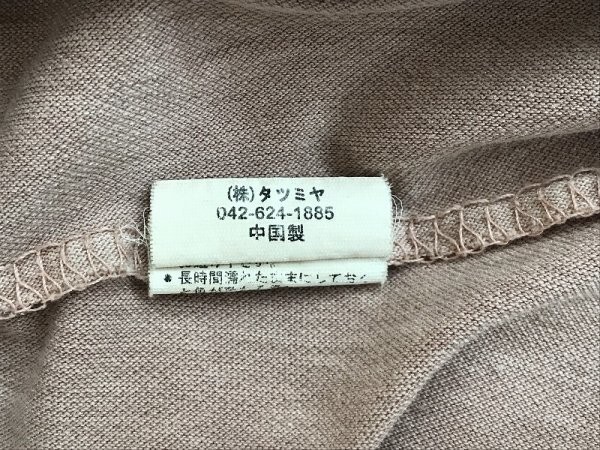 (株)タツミヤ
042-624-1885
中国製
* 長時間濡れたままにしておく